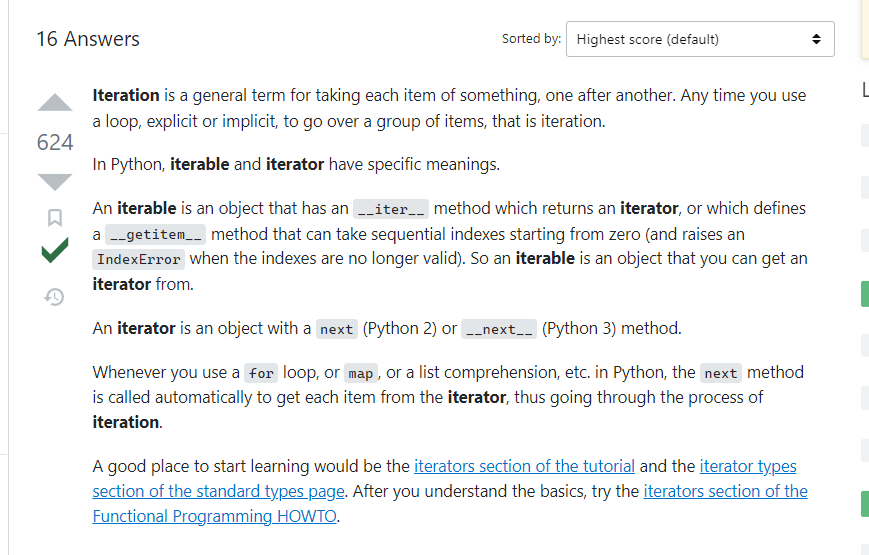 16 Answers
Sorted by: Highest score (default)
624
Iteration is a general term for taking each item of something, one after another. Any time you use
a loop, explicit or implicit, to go over a group of items, that is iteration.
In Python, iterable and iterator have specific meanings.
An iterable is an object that has an __iter__ method which returns an iterator, or which defines
a __getitem__ method that can take sequential indexes starting from zero (and raises an
IndexError when the indexes are no longer valid). So an iterable is an object that you can get an
iterator from.
An iterator is an object with a next (Python 2) or __next__ (Python 3) method.
Whenever you use a for loop, or map, or a list comprehension, etc. in Python, the next method
is called automatically to get each item from the iterator, thus going through the process of
iteration.
A good place to start learning would be the iterators section of the tutorial and the iterator types
section of the standard types page. After you understand the basics, try the iterators section of the
Functional Programming HOWTO.